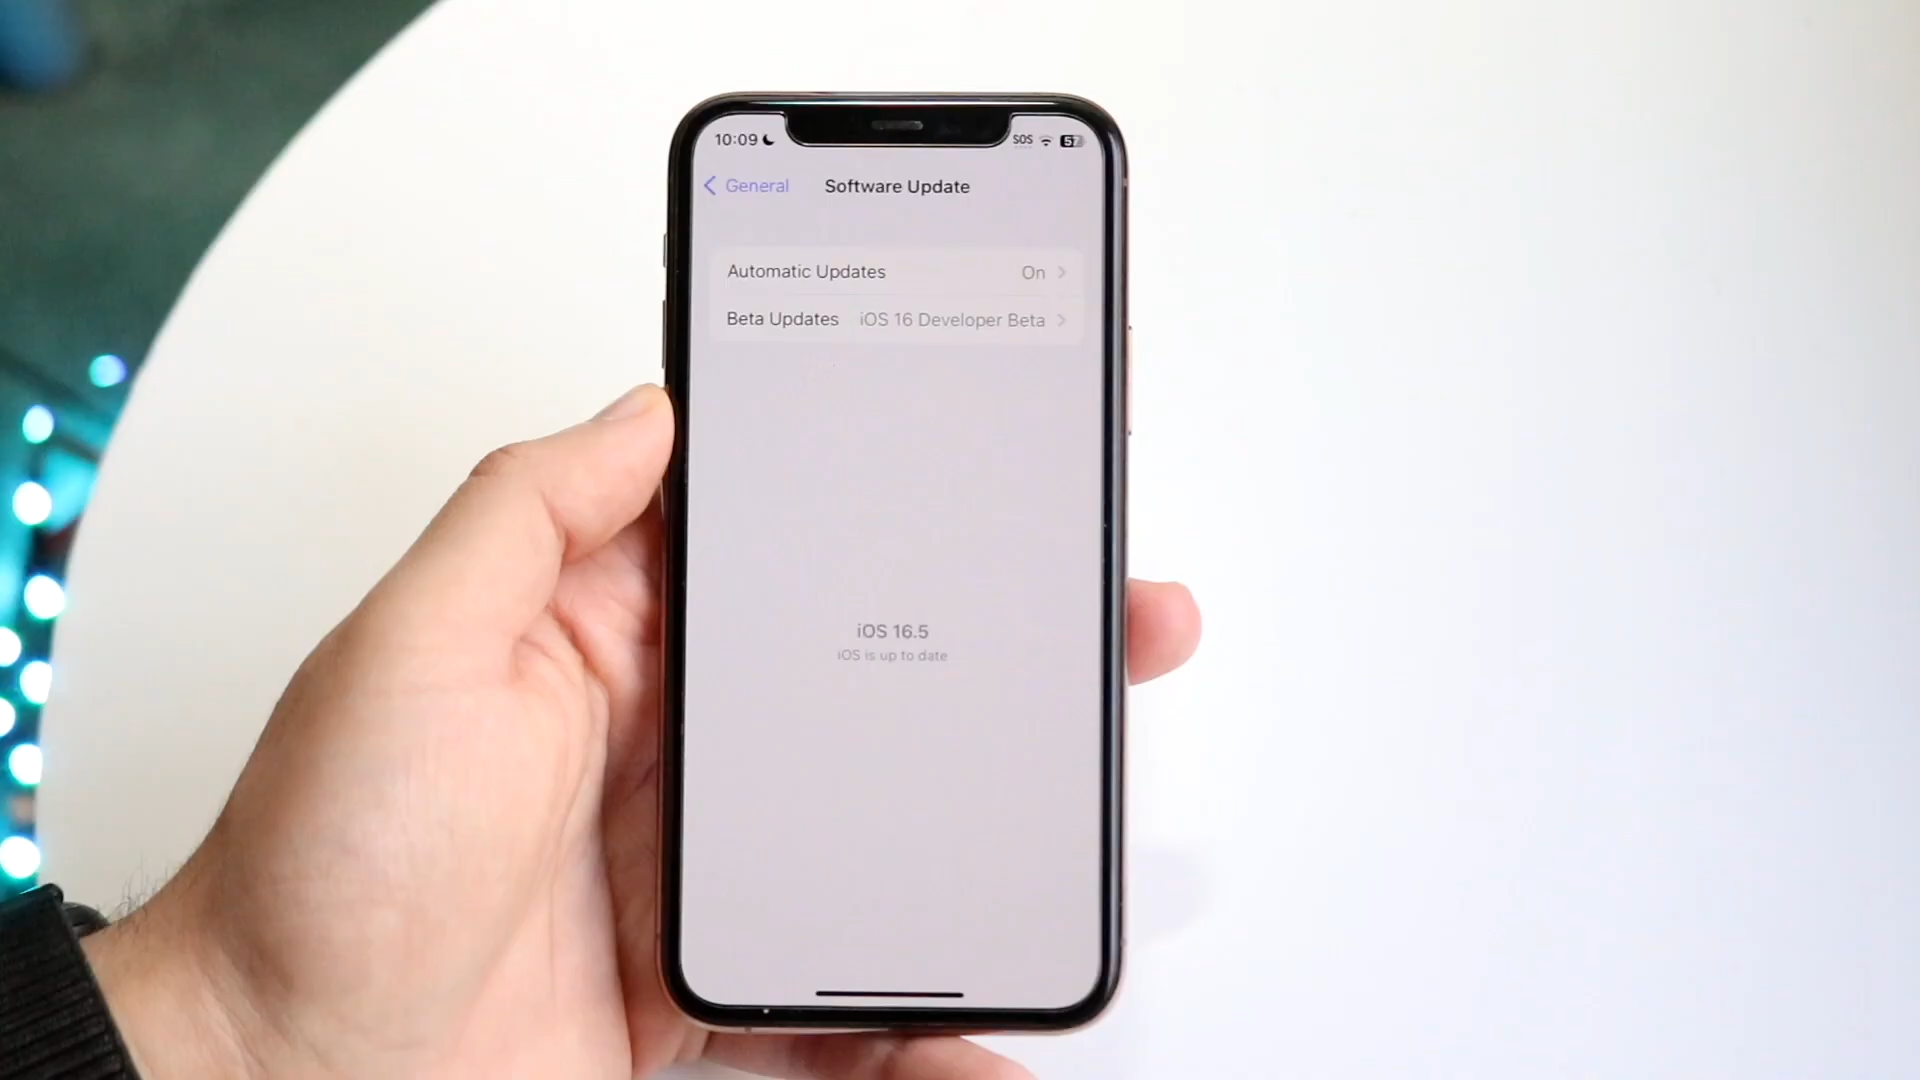 10:09 SOS 57
General Software Update
Automatic Updates On
Beta Updates iOS 16 Developer Beta
iOS 16.5
iOS is up to date